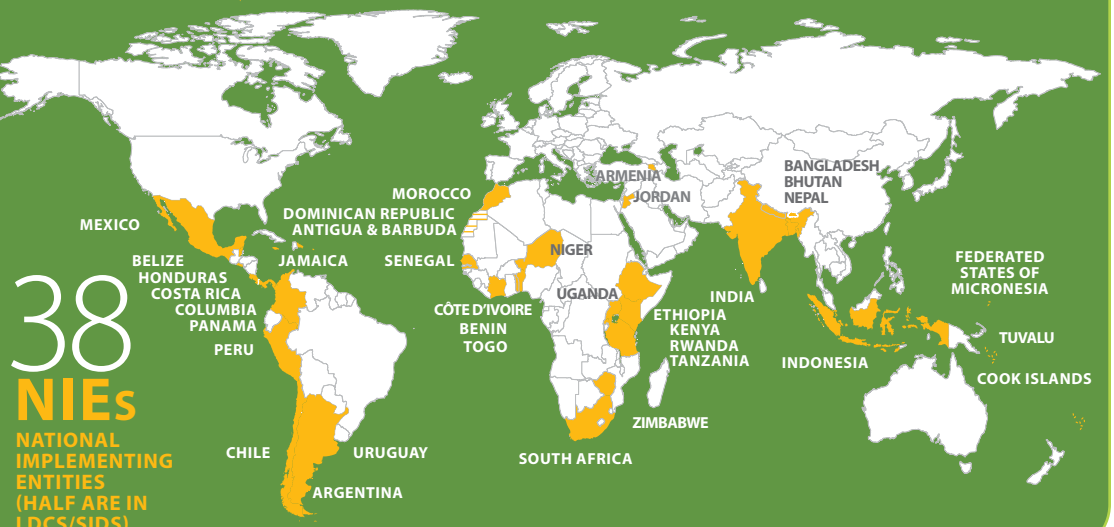 BANGLADESH
BHUTAN
NEPAL
ARMENIA
JORDAN
MOROCCO
DOMINICAN REPUBLIC
ANTIGUA & BARBUDA
MEXICO
BELIZE
HONDURAS
COSTA RICA
COLUMBIA
PANAMA
PERU
JAMAICA
SENEGAL
NIGER
UGANDA
CÔTE D'IVOIRE
BENIN
TOGO
INDIA
ETHIOPIA
KENYA
RWANDA
TANZANIA
FEDERATED
STATES OF
MICRONESIA
TUVALU
INDONESIA
COOK ISLANDS
ZIMBABWE
SOUTH AFRICA
CHILE
URUGUAY
ARGENTINA
38
NIEs
NATIONAL
IMPLEMENTING
ENTITIES
(HALF ARE IN
LDCS/SIDS)